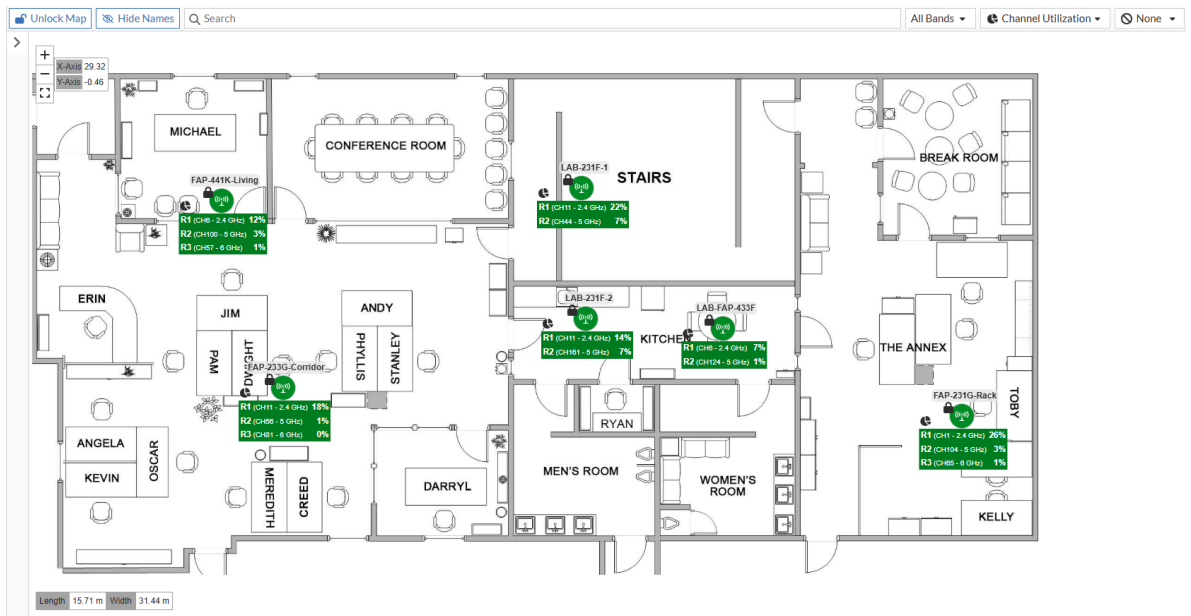 Unlock Map
Hide Names
Search
All Bands
Channel Utilization
None
X-Axis 29.32
Y-Axis -0.46
MICHAEL
CONFERENCE ROOM
STAIRS
BREAK ROOM
FAP-441K-Living
R1 (CH6 - 2.4 GHz) 12%
R2 (CH100 - 5 GHz) 3%
R3 (CH57 - 6 GHz) 1%
LAB-231F-1
R1 (CH11 - 2.4 GHz) 22%
R2 (CH44 - 5 GHz) 7%
ERIN
JIM
PAM
DWIGHT
ANDY
PHYLLIS
STANLEY
LAB-231F-2
R1 (CH11 - 2.4 GHz) 14%
R2 (CH161 - 5 GHz) 7%
KITCHEN
LAB-FAP-433F
R1 (CH6 - 2.4 GHz) 7%
R2 (CH124 - 5 GHz) 1%
THE ANNEX
FAP-233G-Corridor
R1 (CH11 - 2.4 GHz) 18%
R2 (CH56 - 5 GHz) 1%
R3 (CH81 - 6 GHz) 0%
FAP-231G-Rack
R1 (CH1 - 2.4 GHz) 26%
R2 (CH104 - 5 GHz) 3%
R3 (CH65 - 6 GHz) 1%
TOBY
RYAN
ANGELA
OSCAR
KEVIN
MEREDITH
CREED
DARRYL
MEN'S ROOM
WOMEN'S
ROOM
KELLY
Length 15.71 m Width 31.44 m